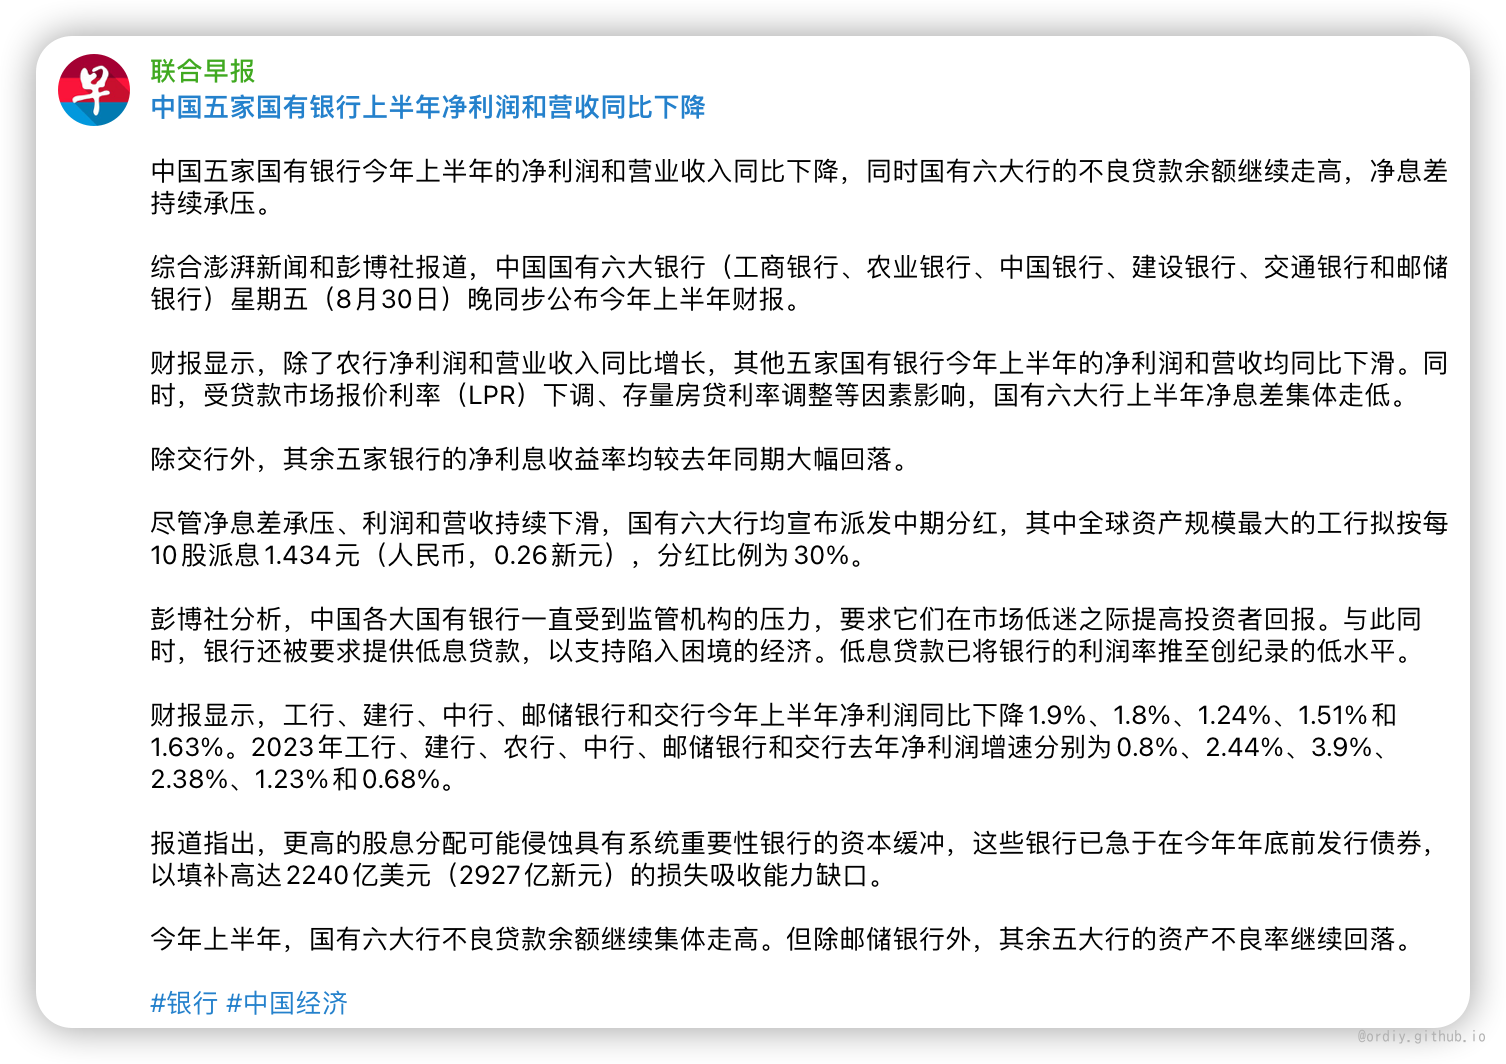 早
联合早报
中国五家国有银行上半年净利润和营收同比下降
中国五家国有银行今年上半年的净利润和营业收入同比下降，同时国有六大行的不良贷款余额继续走高，净息差
持续承压。
综合澎湃新闻和彭博社报道，中国国有六大银行（工商银行、农业银行、中国银行、建设银行、交通银行和邮储
银行）星期五（8月30日）晚同步公布今年上半年财报。
财报显示，除了农行净利润和营业收入同比增长，其他五家国有银行今年上半年的净利润和营收均同比下滑。同
时，受贷款市场报价利率（LPR）下调、存量房贷利率调整等因素影响，国有六大行上半年净息差集体走低。
除交行外，其余五家银行的净利息收益率均较去年同期大幅回落。
尽管净息差承压、利润和营收持续下滑，国有六大行均宣布派发中期分红，其中全球资产规模最大的工行拟按每
10股派息1.434元（人民币，0.26新元），分红比例为30%。
彭博社分析，中国各大国有银行一直受到监管机构的压力，要求它们在市场低迷之际提高投资者回报。与此同
时，银行还被要求提供低息贷款，以支持陷入困境的经济。低息贷款已将银行的利润率推至创纪录的低水平。
财报显示，工行、建行、中行、邮储银行和交行今年上半年净利润同比下降1.9%、1.8%、1.24%、1.51%和
1.63%。2023年工行、建行、农行、中行、邮储银行和交行去年净利润增速分别为0.8%、2.44%、3.9%、
2.38%、1.23%和0.68%。
报道指出，更高的股息分配可能侵蚀具有系统重要性银行的资本缓冲，这些银行已急于在今年年底前发行债券，
以填补高达2240亿美元（2927亿新元）的损失吸收能力缺口。
今年上半年，国有六大行不良贷款余额继续集体走高。但除邮储银行外，其余五大行的资产不良率继续回落。
#银行 #中国经济
@ordiy.github.io